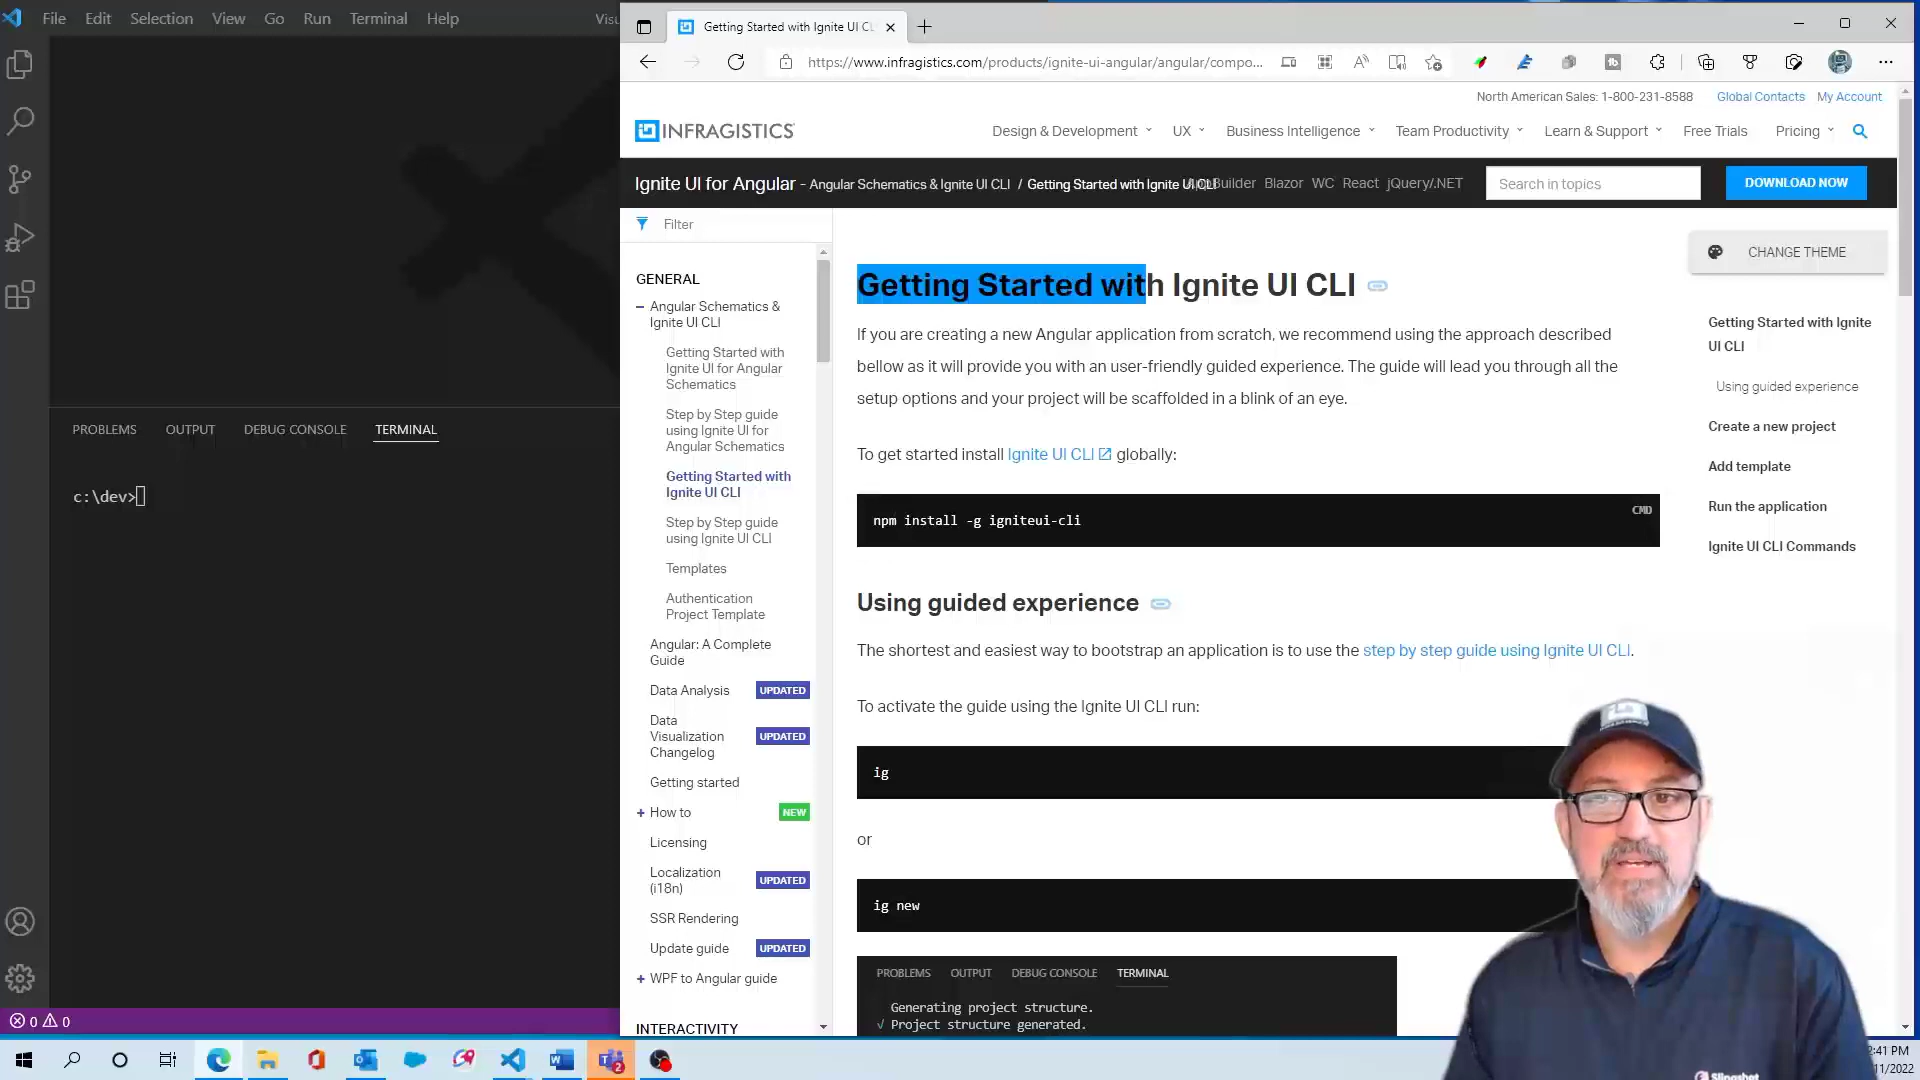 File Edit Selection View Go Run Terminal Help
PROBLEMS OUTPUT DEBUG CONSOLE TERMINAL
c:\dev>
0 0
Getting Started with Ignite UI CL
https://www.infragistics.com/products/ignite-ui-angular/angular/compo...
North American Sales: 1-800-231-8588 Global Contacts My Account
INFRAGISTICS
Design & Development UX Business Intelligence Team Productivity Learn & Support Free Trials Pricing
Ignite UI for Angular - Angular Schematics & Ignite UI CLI / Getting Started with Ignite UI CLI Blazor WC React jQuery/.NET
Search in topics
DOWNLOAD NOW
Filter
GENERAL
Angular Schematics &
Ignite UI CLI
Getting Started with
Ignite UI for Angular
Schematics
Step by Step guide
using Ignite UI for
Angular Schematics
Getting Started with
Ignite UI CLI
Step by Step guide
using Ignite UI CLI
Templates
Authentication
Project Template
Angular: A Complete
Guide
Data Analysis UPDATED
Data
Visualization UPDATED
Changelog
Getting started
How to NEW
Licensing
Localization
(i18n) UPDATED
SSR Rendering
Update guide UPDATED
WPF to Angular guide
INTERACTIVITY
Getting Started with Ignite UI CLI
If you are creating a new Angular application from scratch, we recommend using the approach described
bellow as it will provide you with an user-friendly guided experience. The guide will lead you through all the
setup options and your project will be scaffolded in a blink of an eye.
To get started install Ignite UI CLI globally:
CMD
npm install -g igniteui-cli
Using guided experience
The shortest and easiest way to bootstrap an application is to use the step by step guide using Ignite UI CLI.
To activate the guide using the Ignite UI CLI run:
ig
or
ig new
PROBLEMS OUTPUT DEBUG CONSOLE TERMINAL
Generating project structure.
√ Project structure generated.
CHANGE THEME
Getting Started with Ignite
UI CLI
Using guided experience
Create a new project
Add template
Run the application
Ignite UI CLI Commands
2
:41 PM
11/2022
Slingshot